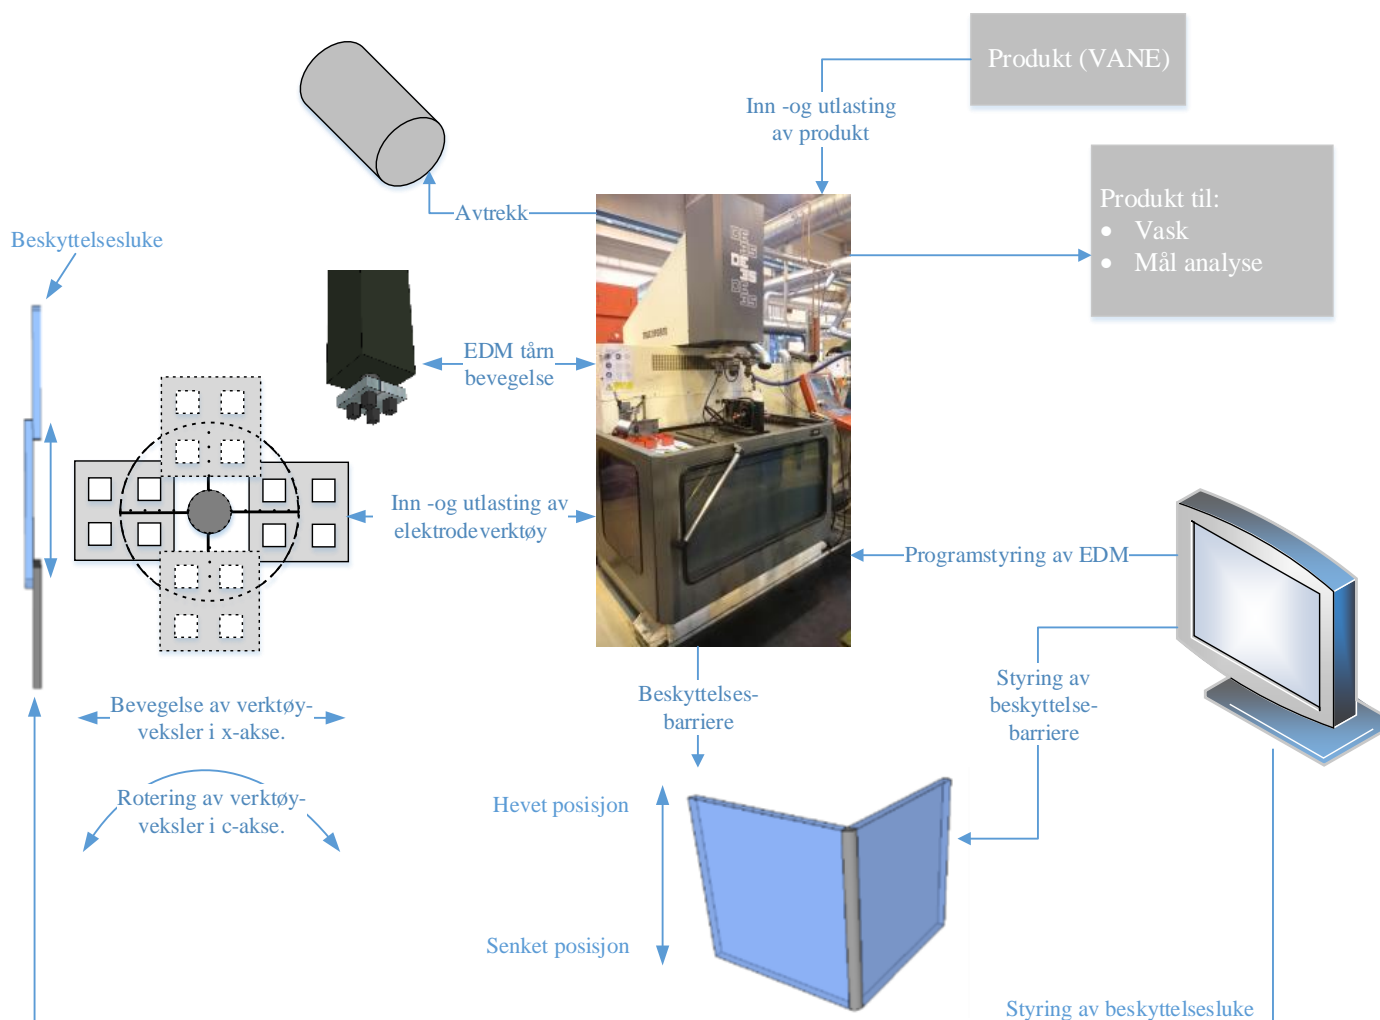 Produkt (VANE)
Inn -og utlasting
av produkt
Produkt til:
● Vask
● Mål analyse
Avtrekk
Beskyttelsesluke
EDM tårn
bevegelse
Inn -og utlasting av
elektrodeverktøy
Programstyring av EDM
Bevegelse av verktøy-
veksler i x-akse.
Rotering av verktøy-
veksler i c-akse.
Beskyttelses-
barriere
Styring av
beskyttelse-
barriere
Hevet posisjon
Senket posisjon
Styring av beskyttelsesluke